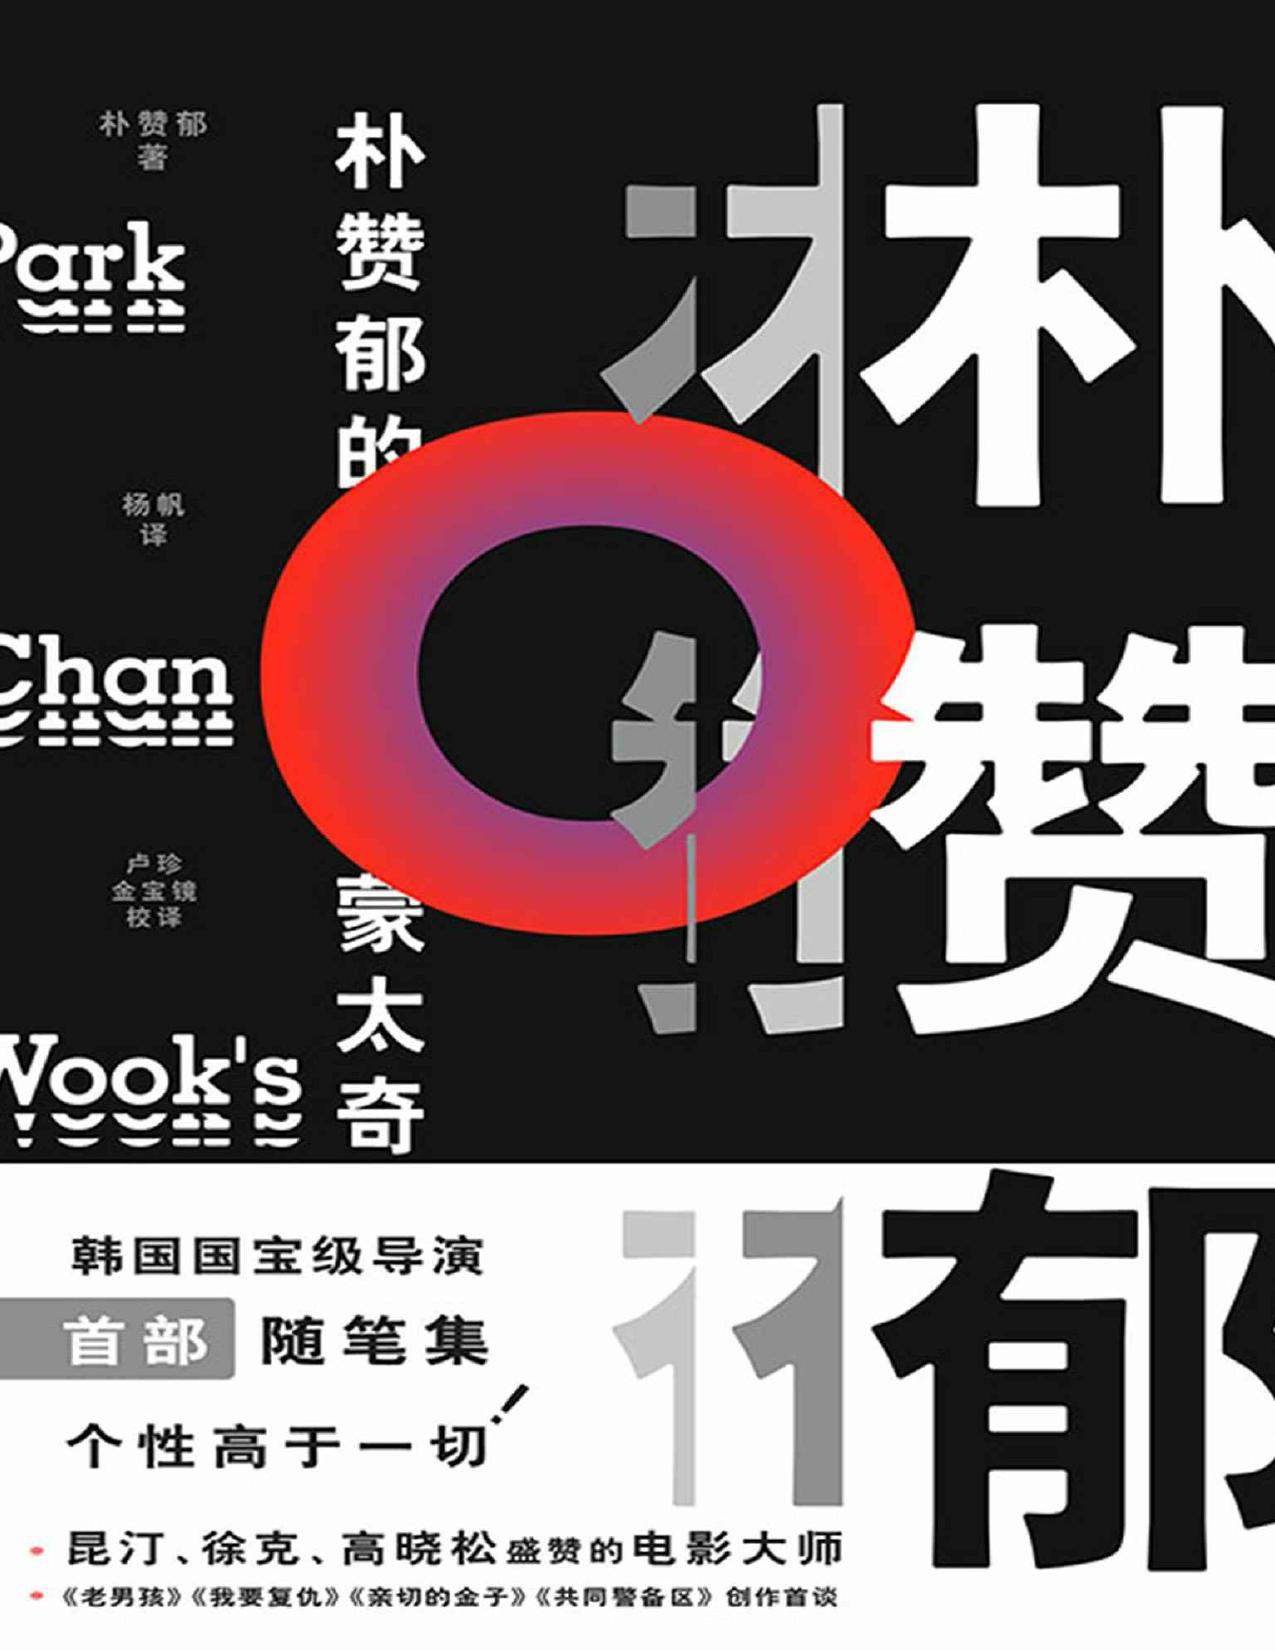 朴赞郁
著
Park
杨帆
译
Chan
卢珍
金宝镜
校译
Wook's
朴赞郁的
蒙太奇
朴
赞
郁
韩国国宝级导演
首部 随笔集
个性高于一切！
昆汀、徐克、高晓松盛赞的电影大师
《老男孩》《我要复仇》《亲切的金子》《共同警备区》创作首谈